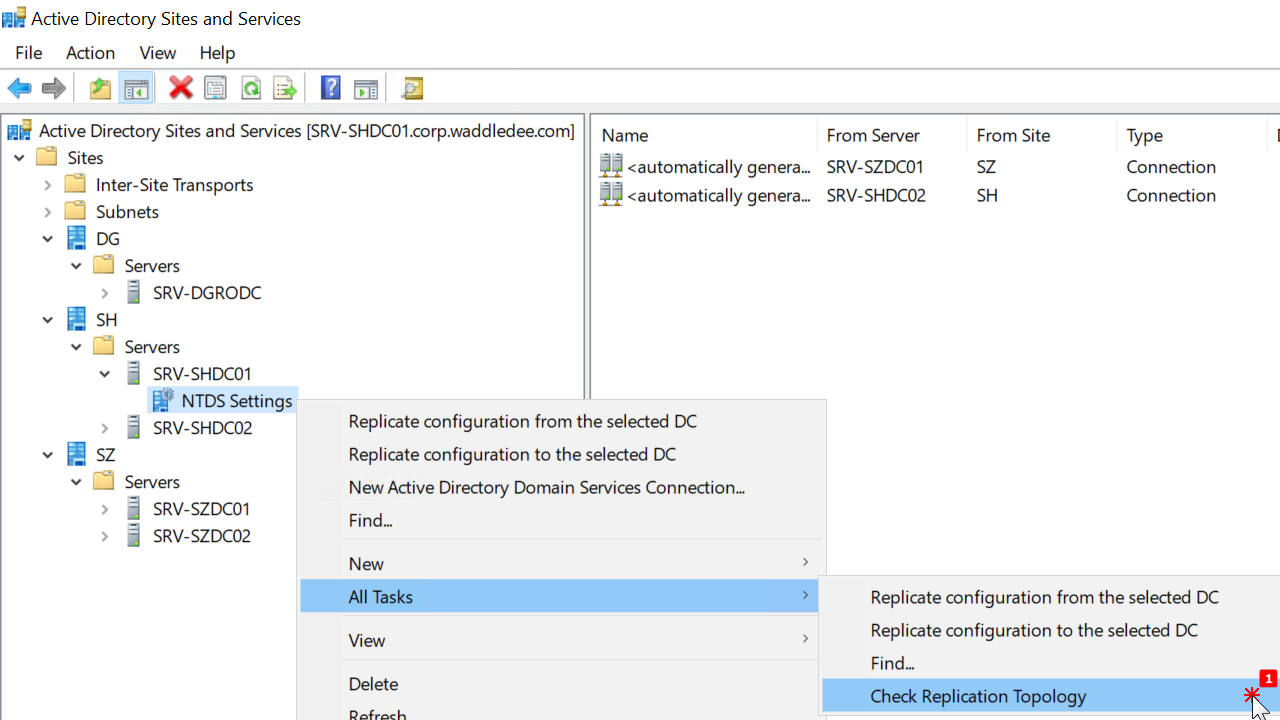 Active Directory Sites and Services
File Action View Help
Active Directory Sites and Services [SRV-SHDC01.corp.waddledee.com]
Sites
Inter-Site Transports
Subnets
DG
Servers
SRV-DGRODC
SH
Servers
SRV-SHDC01
NTDS Settings
SRV-SHDC02
SZ
Servers
SRV-SZDC01
SRV-SZDC02
Name From Server From Site Type
<automatically genera... SRV-SZDC01 SZ Connection
<automatically genera... SRV-SHDC02 SH Connection
Replicate configuration from the selected DC
Replicate configuration to the selected DC
New Active Directory Domain Services Connection...
Find...
New
All Tasks
View
Delete
Refresh
Replicate configuration from the selected DC
Replicate configuration to the selected DC
Find...
Check Replication Topology
1